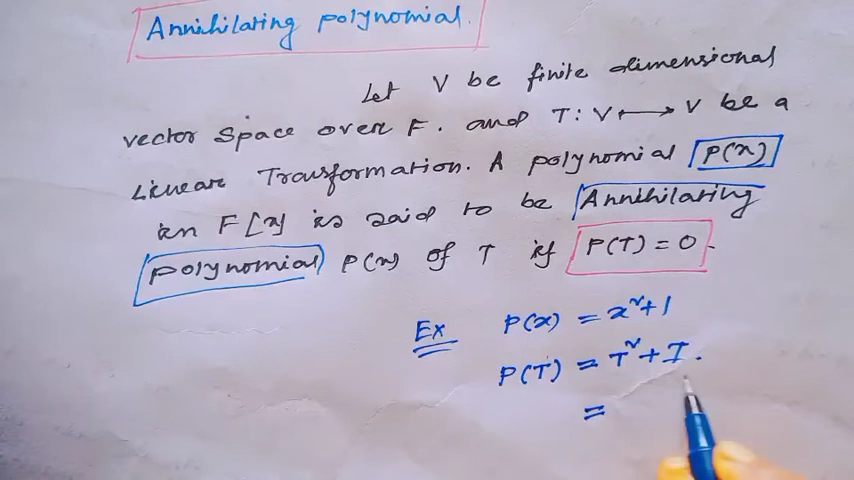 Annihilating polynomial.
Let V be finite dimensional
vector space over F. and T: V ⟼ V be a
Linear Transformation. A polynomial P(x)
in F[x] is said to be Annihilating
polynomial P(x) of T if P(T) = 0.
Ex P(x) = x²+1
P(T) = T²+I.
=